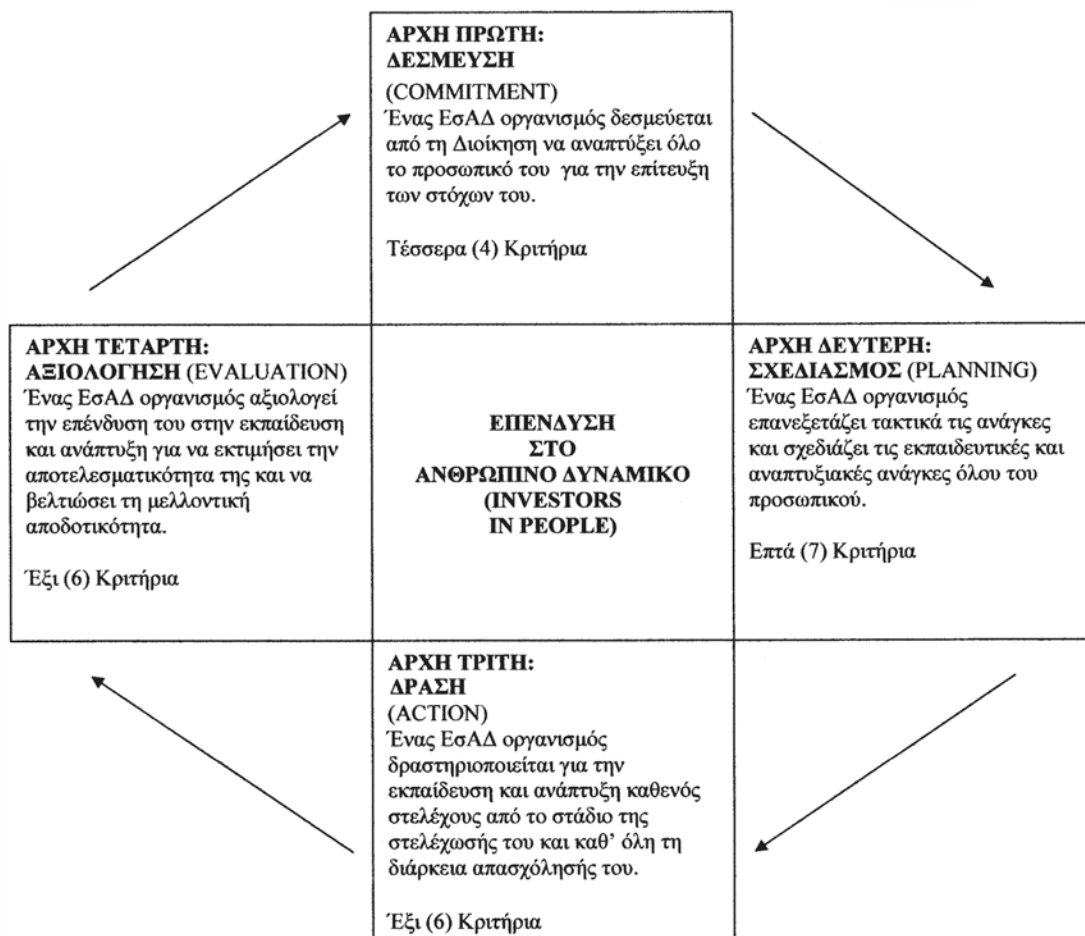 ΑΡΧΗ ΠΡΩΤΗ:
ΔΕΣΜΕΥΣΗ
(COMMITMENT)
Ένας ΕσΑΔ οργανισμός δεσμεύεται
από τη Διοίκηση να αναπτύξει όλο
το προσωπικό του για την επίτευξη
των στόχων του.
Τέσσερα (4) Κριτήρια
ΑΡΧΗ ΤΕΤΑΡΤΗ:
ΑΞΙΟΛΟΓΗΣΗ (EVALUATION)
Ένας ΕσΑΔ οργανισμός αξιολογεί
την επένδυση του στην εκπαίδευση
και ανάπτυξη για να εκτιμήσει την
αποτελεσματικότητα της και να
βελτιώσει τη μελλοντική
αποδοτικότητα.
Έξι (6) Κριτήρια
ΕΠΕΝΔΥΣΗ
ΣΤΟ
ΑΝΘΡΩΠΙΝΟ ΔΥΝΑΜΙΚΟ
(INVESTORS
IN PEOPLE)
ΑΡΧΗ ΔΕΥΤΕΡΗ:
ΣΧΕΔΙΑΣΜΟΣ (PLANNING)
Ένας ΕσΑΔ οργανισμός
επανεξετάζει τακτικά τις ανάγκες
και σχεδιάζει τις εκπαιδευτικές και
αναπτυξιακές ανάγκες όλου του
προσωπικού.
Επτά (7) Κριτήρια
ΑΡΧΗ ΤΡΙΤΗ:
ΔΡΑΣΗ
(ACTION)
Ένας ΕσΑΔ οργανισμός
δραστηριοποιείται για την
εκπαίδευση και ανάπτυξη καθενός
στελέχους από το στάδιο της
στελέχωσής του και καθ’ όλη τη
διάρκεια απασχόλησής του.
Έξι (6) Κριτήρια